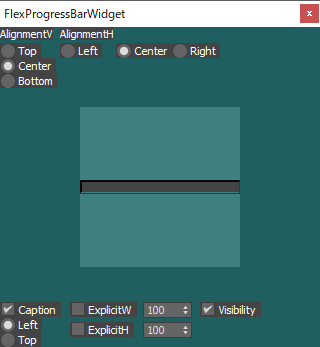 FlexProgressBarWidget x
AlignmentV AlignmentH
Top Left Center Right
Center
Bottom
Caption ExplicitW 100 Visibility
Left
ExplicitH 100
Top